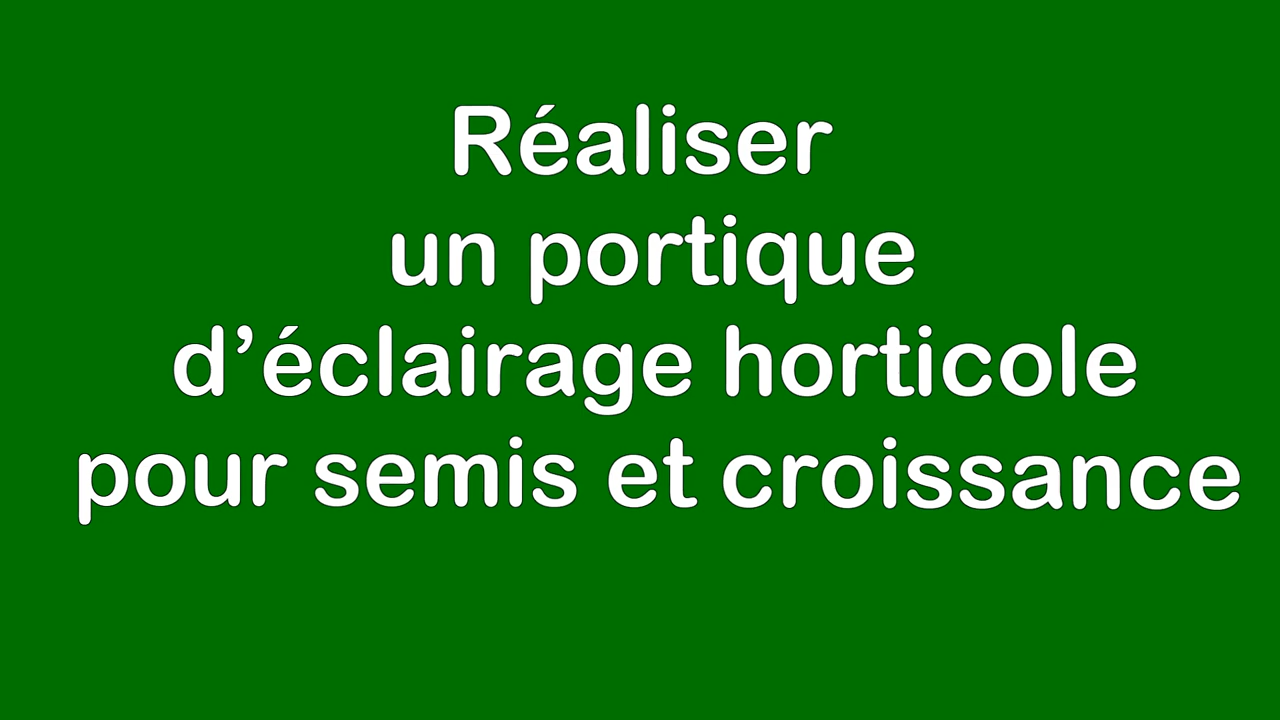 Réaliser
un portique
d’éclairage horticole
pour semis et croissance